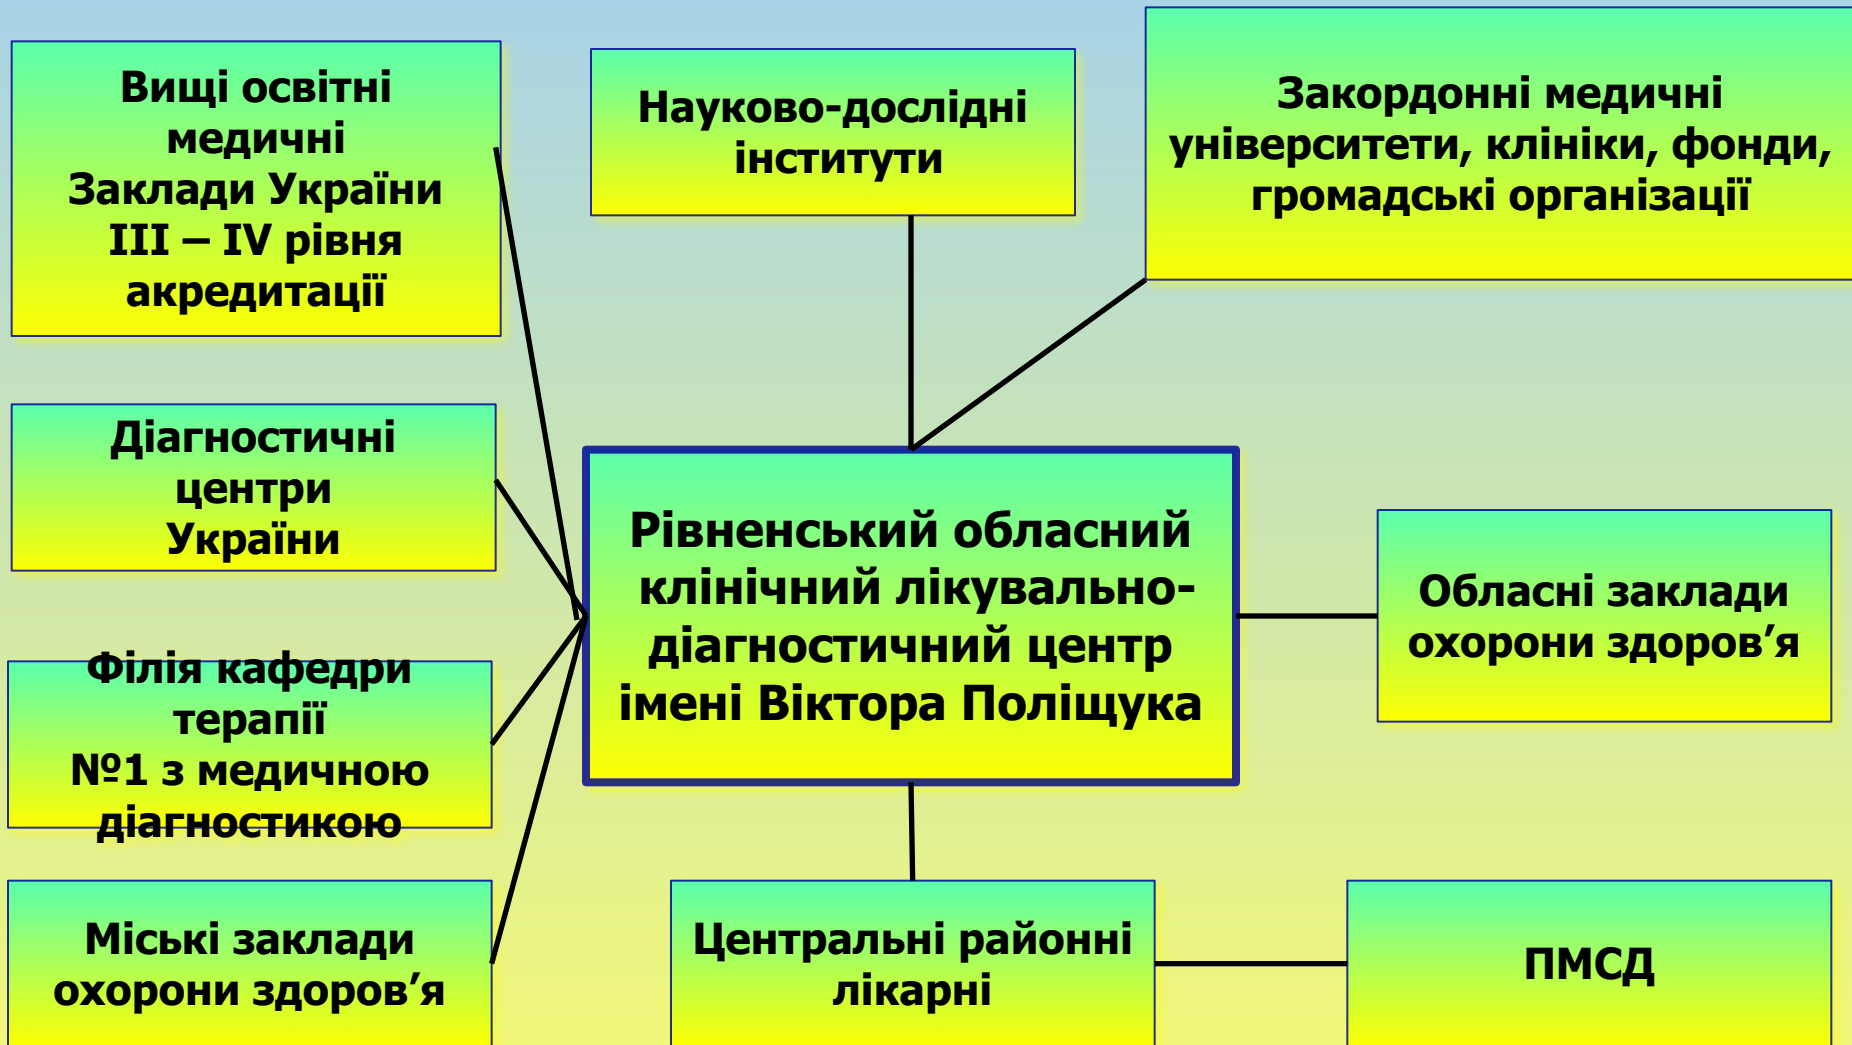 Вищі освітні
медичні
Заклади України
III – IV рівня
акредитації
Науково-дослідні
інститути
Закордонні медичні
університети, клініки, фонди,
громадські організації
Діагностичні
центри
України
Рівненський обласний
клінічний лікувально-
діагностичний центр
імені Віктора Поліщука
Обласні заклади
охорони здоров’я
Філія кафедри
терапії
№1 з медичною
діагностикою
Міські заклади
охорони здоров’я
Центральні районні
лікарні
ПМСД